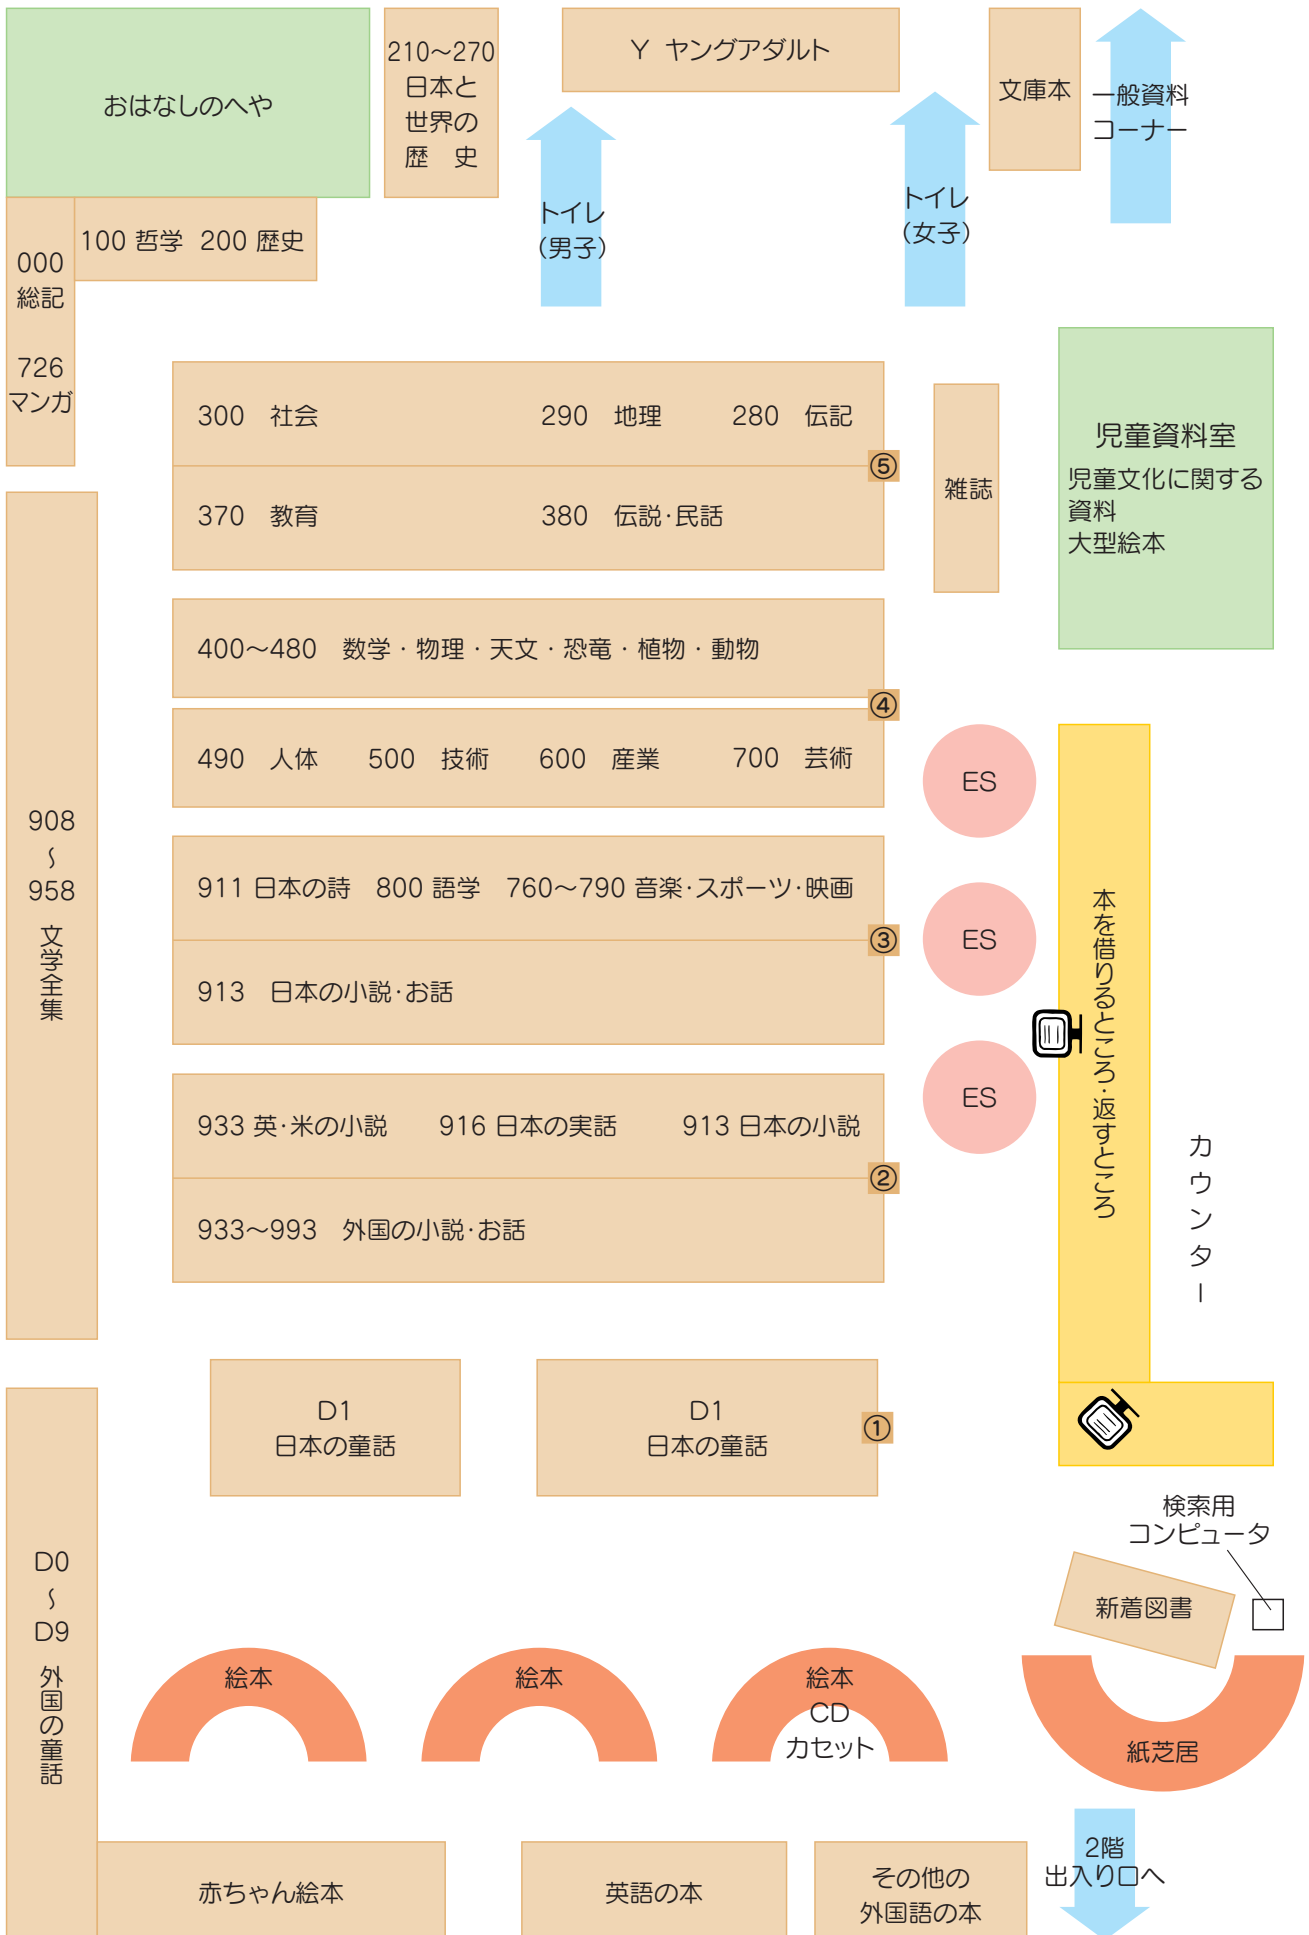 おはなしのへや
210〜270
日本と
世界の
歴　史
Y ヤングアダルト
文庫本
一般資料
コーナー
トイレ
(男子)
トイレ
(女子)
000
総記
726
マンガ
100 哲学 200 歴史
300 社会 290 地理 280 伝記
⑤
370 教育 380 伝説・民話
雑誌
児童資料室
児童文化に関する
資料
大型絵本
400〜480 数学・物理・天文・恐竜・植物・動物
④
490 人体 500 技術 600 産業 700 芸術
ES
908
〜
958
文学全集
911 日本の詩 800 語学 760〜790 音楽・スポーツ・映画
③
913 日本の小説・お話
ES
本を借りるところ・返すところ
カウンター
933 英・米の小説 916 日本の実話 913 日本の小説
②
933〜993 外国の小説・お話
ES
D1
日本の童話
D1
日本の童話
①
検索用
コンピュータ
新着図書
D0
〜
D9
外国の童話
絵本
絵本
絵本
CD
カセット
紙芝居
2階
出入り口へ
赤ちゃん絵本
英語の本
その他の
外国語の本